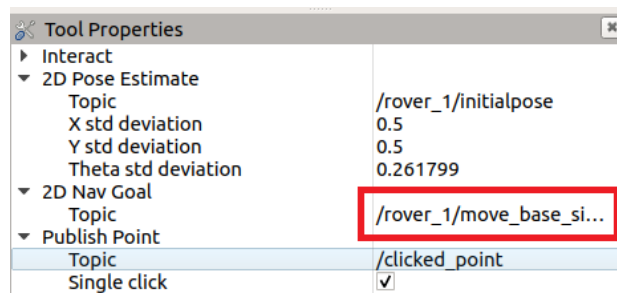 Tool Properties
Interact
2D Pose Estimate
Topic /rover_1/initialpose
X std deviation 0.5
Y std deviation 0.5
Theta std deviation 0.261799
2D Nav Goal
Topic /rover_1/move_base_si...
Publish Point
Topic /clicked_point
Single click